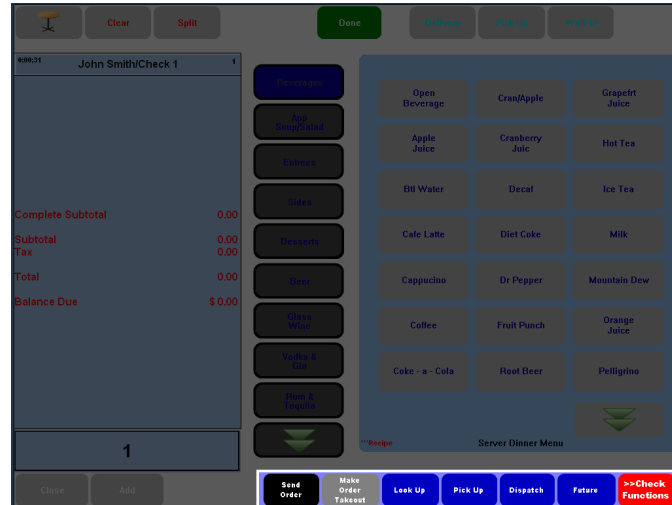 Clear
Split
Done
0:00:31
John Smith/Check 1
1
Complete Subtotal 0.00
Subtotal 0.00
Tax 0.00
Total 0.00
Balance Due $ 0.00
1
Close
Add
Beverages
App
Soup/Salad
Entrees
Sides
Desserts
Beer
Glass
Wine
Vodka &
Gin
Rum &
Tequila
Open
Beverage
Cran/Apple
Grapefrt
Juice
Apple
Juice
Cranberry
Juic
Hot Tea
Btl Water
Decaf
Ice Tea
Cafe Latte
Diet Coke
Milk
Cappucino
Dr Pepper
Mountain Dew
Coffee
Fruit Punch
Orange
Juice
Coke - a - Cola
Root Beer
Pelligrino
***Recipe
Server Dinner Menu
Send
Order
Make
Order
Takeout
Look Up
Pick Up
Dispatch
Future
>>Check
Functions